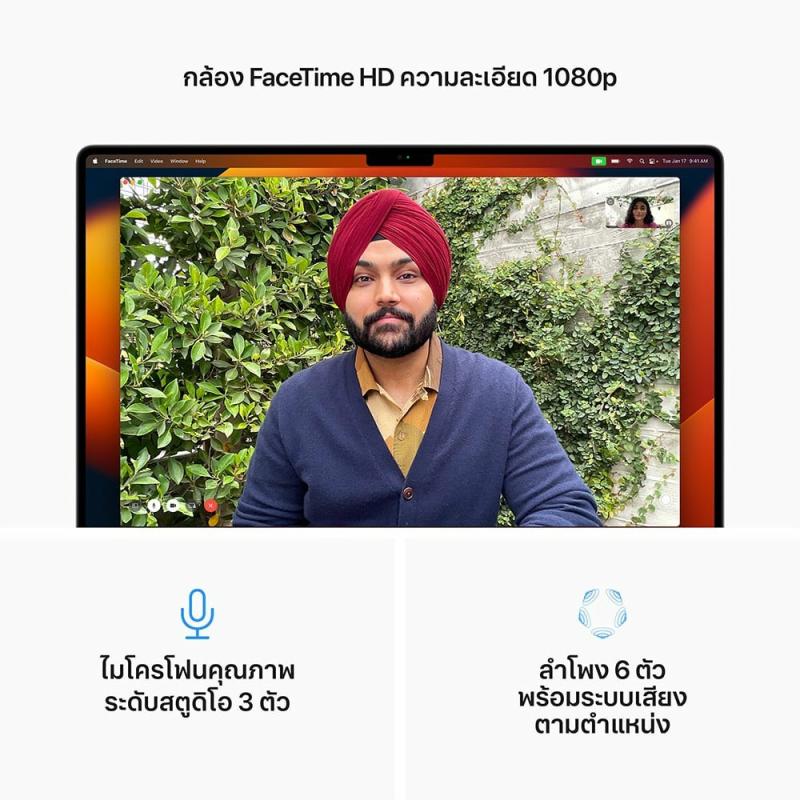 กล้อง FaceTime HD ความละเอียด 1080p
FaceTime Edit Video Window Help
Tue Jan 17 9:41 AM
ไมโครโฟนคุณภาพ
ระดับสตูดิโอ 3 ตัว
ลำโพง 6 ตัว
พร้อมระบบเสียง
ตามตำแหน่ง